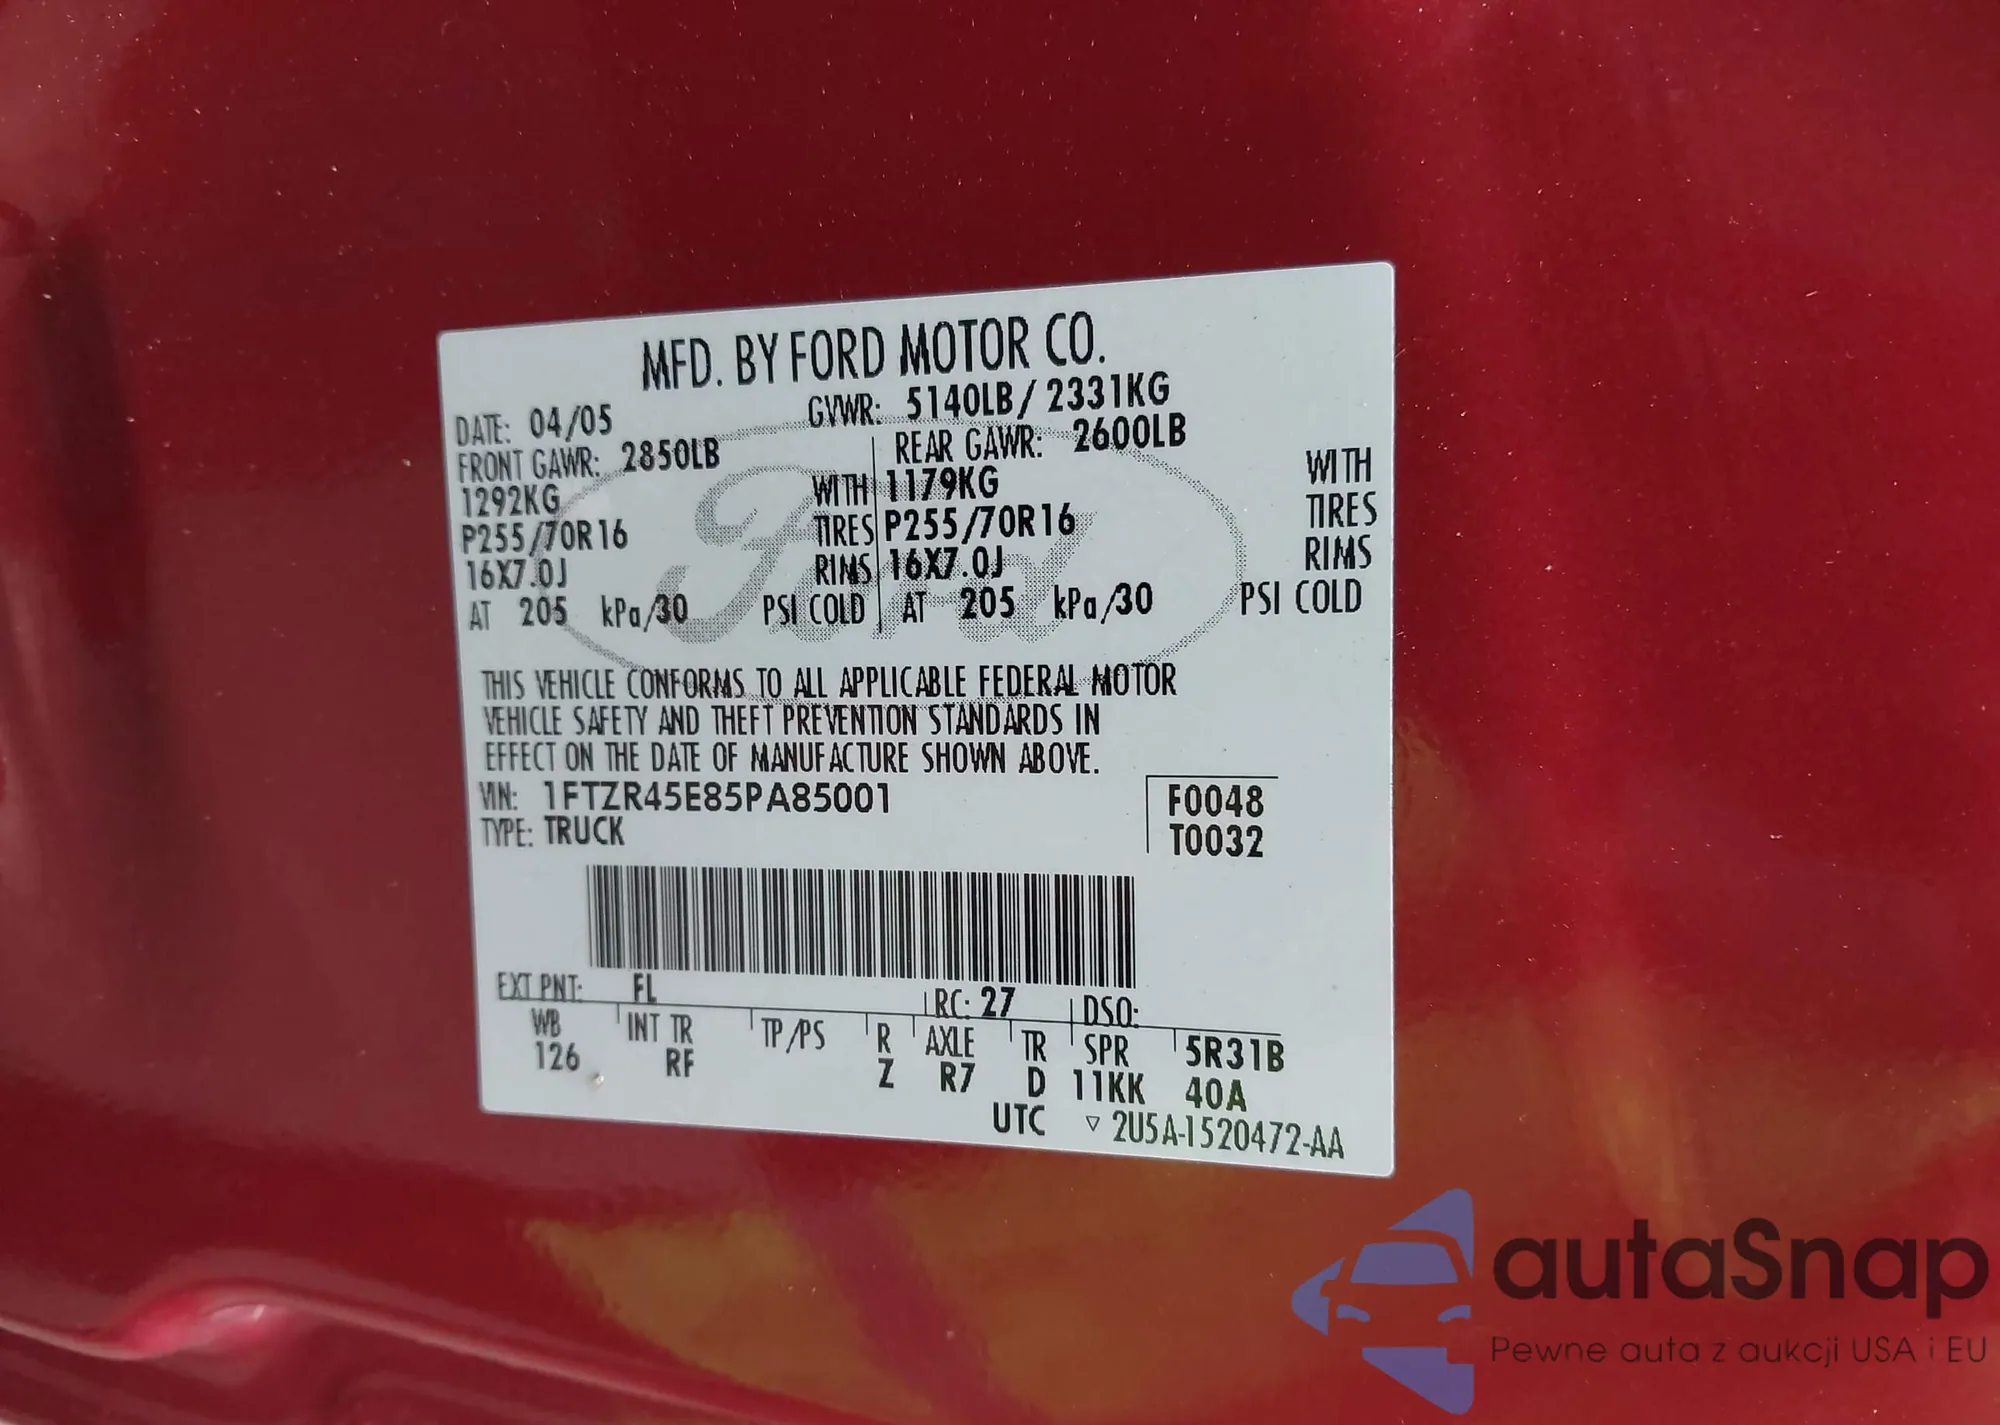 MFD. BY FORD MOTOR CO.
DATE: 04/05 GVWR: 5140LB/ 2331KG
FRONT GAWR: 2850LB REAR GAWR: 2600LB
1292KG WITH 1179KG WITH
P255/70R16 TIRES P255/70R16 TIRES
16X7.0J RIMS 16X7.0J RIMS
AT 205 kPa/30 PSI COLD AT 205 kPa/30 PSI COLD
Ford
THIS VEHICLE CONFORMS TO ALL APPLICABLE FEDERAL MOTOR
VEHICLE SAFETY AND THEFT PREVENTION STANDARDS IN
EFFECT ON THE DATE OF MANUFACTURE SHOWN ABOVE.
VIN: 1FTZR45E85PA85001 F0048
TYPE: TRUCK T0032
EXT PNT: FL RC: 27 DSO:
WB INT TR TP/PS R AXLE TR SPR 5R31B
126 RF Z R7 D 11KK 40A
UTC ▽ 2U5A-1520472-AA
autaSnap
Pewne auta z aukcji USA i EU